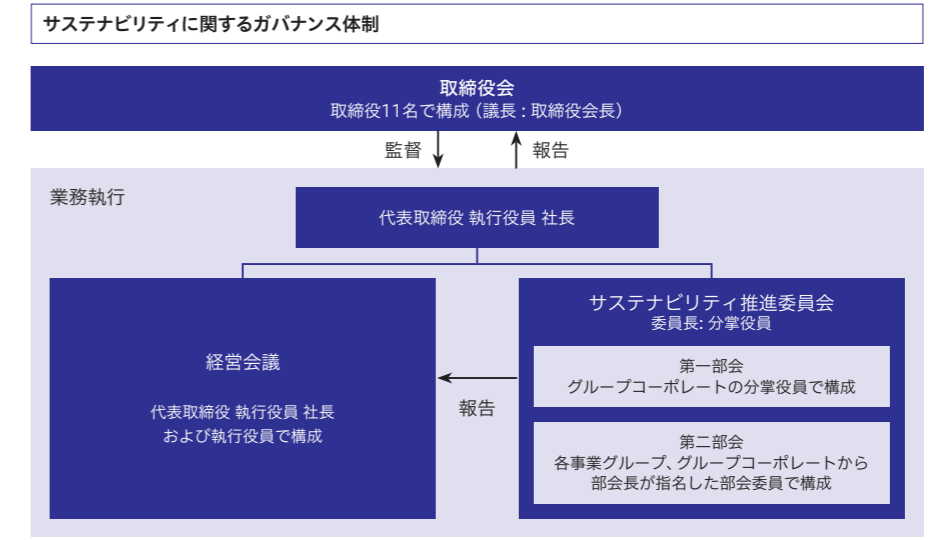 サステナビリティに関するガバナンス体制
取締役会
取締役11名で構成（議長：取締役会長）
監督
報告
業務執行
代表取締役 執行役員 社長
経営会議
代表取締役 執行役員 社長
および執行役員で構成
報告
サステナビリティ推進委員会
委員長: 分掌役員
第一部会
グループコーポレートの分掌役員で構成
第二部会
各事業グループ、グループコーポレートから
部会長が指名した部会委員で構成